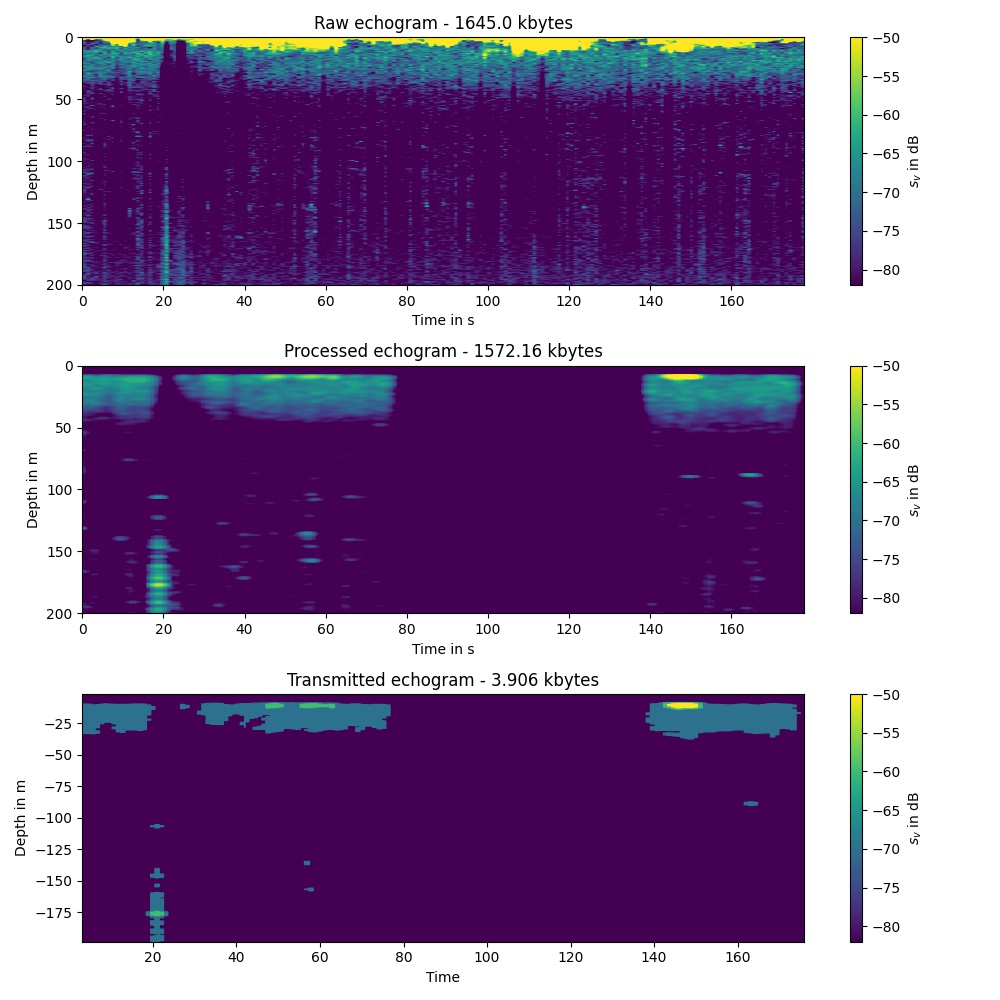 Raw echogram - 1645.0 kbytes
0
50
100
150
200
Depth in m
0 20 40 60 80 100 120 140 160
Time in s
−50
−55
−60
−65
−70
−75
−80
sv in dB
Processed echogram - 1572.16 kbytes
0
50
100
150
200
Depth in m
0 20 40 60 80 100 120 140 160
Time in s
−50
−55
−60
−65
−70
−75
−80
sv in dB
Transmitted echogram - 3.906 kbytes
−25
−50
−75
−100
−125
−150
−175
Depth in m
20 40 60 80 100 120 140 160
Time
−50
−55
−60
−65
−70
−75
−80
sv in dB